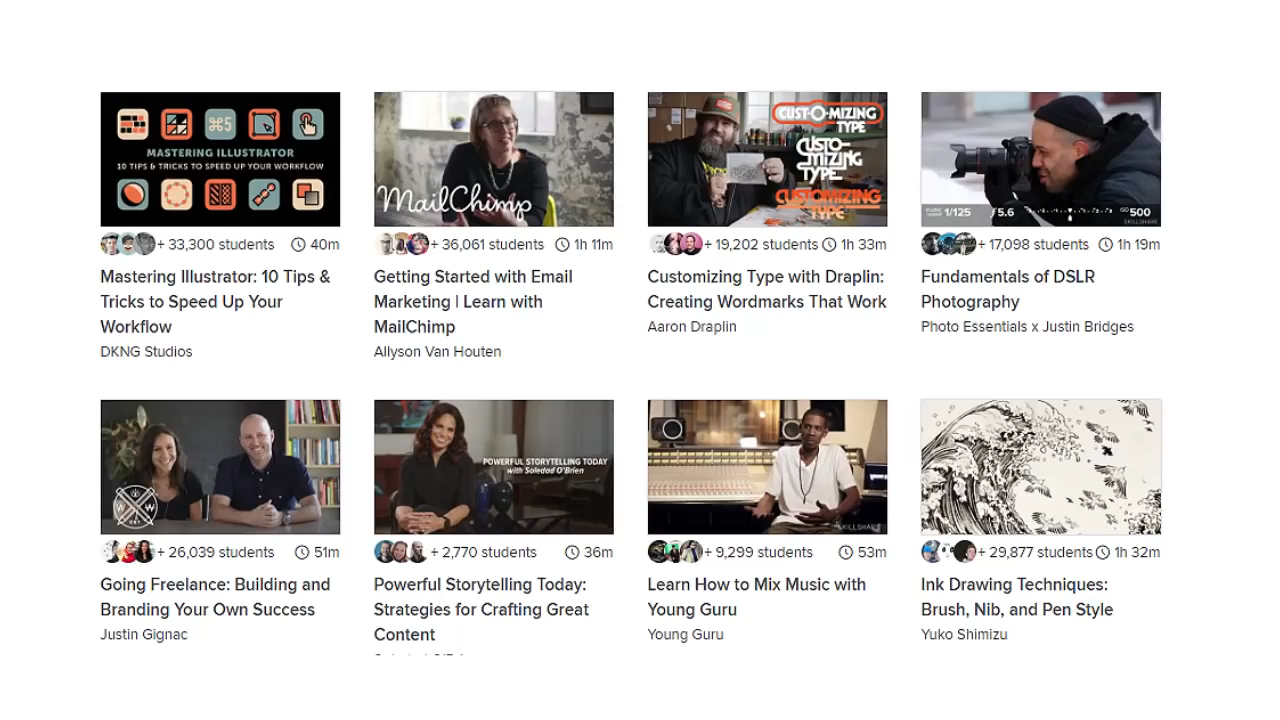 ⌘5
MASTERING ILLUSTRATOR
10 TIPS & TRICKS TO SPEED UP YOUR WORKFLOW
+ 33,300 students 40m
Mastering Illustrator: 10 Tips &
Tricks to Speed Up Your
Workflow
DKNG Studios
MailChimp
+ 36,061 students 1h 11m
Getting Started with Email
Marketing | Learn with
MailChimp
Allyson Van Houten
CUST-O-MIZING
TYPE
CUSTO-
MIZING
TYPE
CUSTOMIZING
TYPE
+ 19,202 students 1h 33m
Customizing Type with Draplin:
Creating Wordmarks That Work
Aaron Draplin
1/125 f 5.6 ISO 500
SKILLSHARE
+ 17,098 students 1h 19m
Fundamentals of DSLR
Photography
Photo Essentials x Justin Bridges
W W
+ 26,039 students 51m
Going Freelance: Building and
Branding Your Own Success
Justin Gignac
POWERFUL STORYTELLING TODAY
with Soledad O'Brien
+ 2,770 students 36m
Powerful Storytelling Today:
Strategies for Crafting Great
Content
SKILLSHARE
+ 9,299 students 53m
Learn How to Mix Music with
Young Guru
Young Guru
+ 29,877 students 1h 32m
Ink Drawing Techniques:
Brush, Nib, and Pen Style
Yuko Shimizu